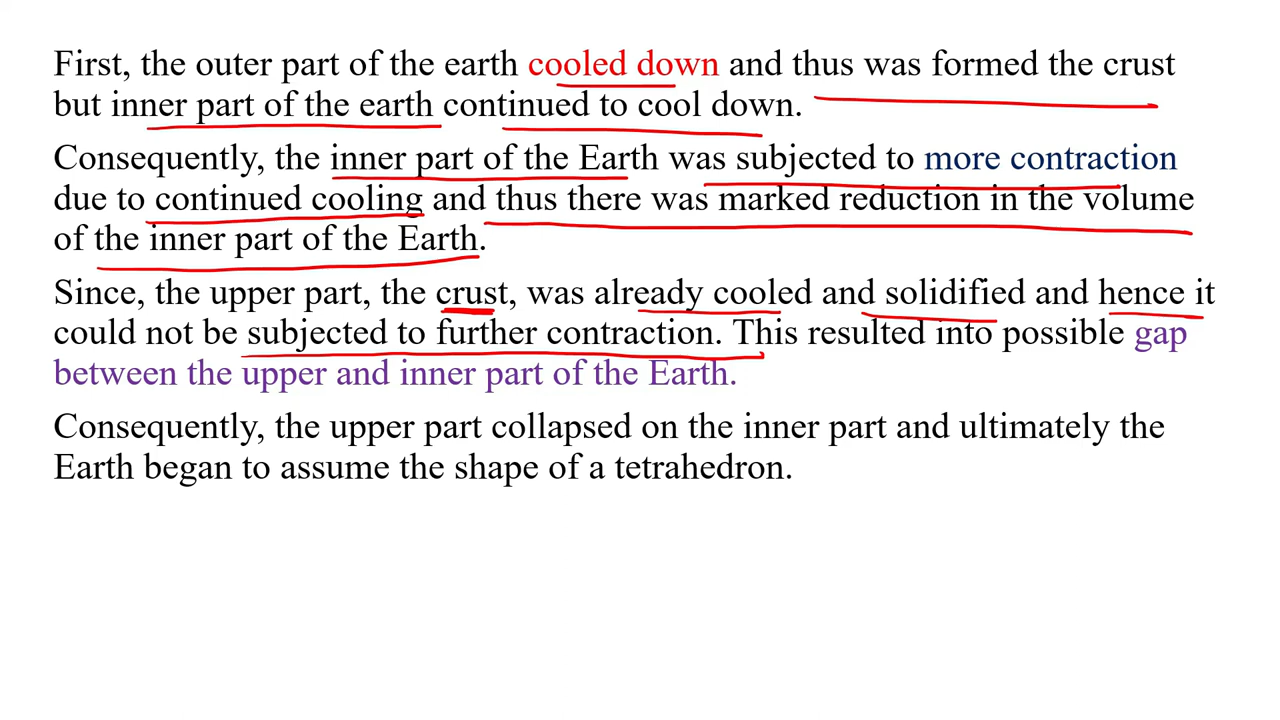 First, the outer part of the earth cooled down and thus was formed the crust
but inner part of the earth continued to cool down.
Consequently, the inner part of the Earth was subjected to more contraction
due to continued cooling and thus there was marked reduction in the volume
of the inner part of the Earth.
Since, the upper part, the crust, was already cooled and solidified and hence it
could not be subjected to further contraction. This resulted into possible gap
between the upper and inner part of the Earth.
Consequently, the upper part collapsed on the inner part and ultimately the
Earth began to assume the shape of a tetrahedron.